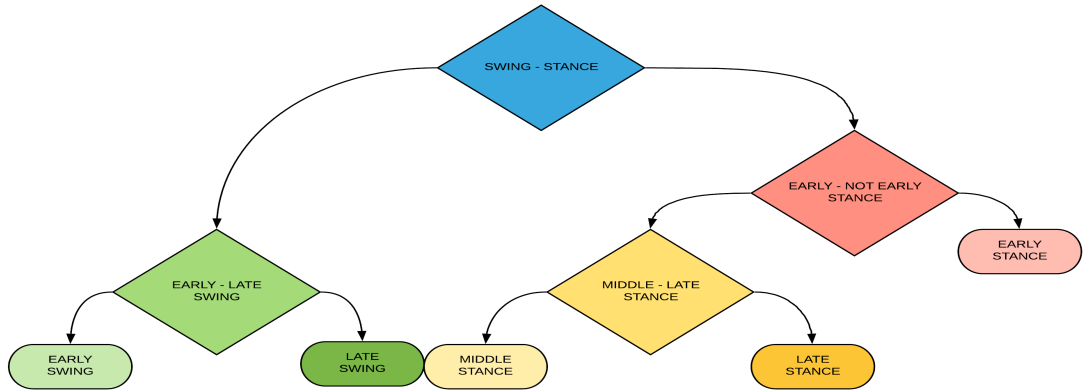 SWING - STANCE
EARLY - NOT EARLY
STANCE
EARLY
STANCE
EARLY - LATE
SWING
MIDDLE - LATE
STANCE
EARLY
SWING
LATE
SWING
MIDDLE
STANCE
LATE
STANCE